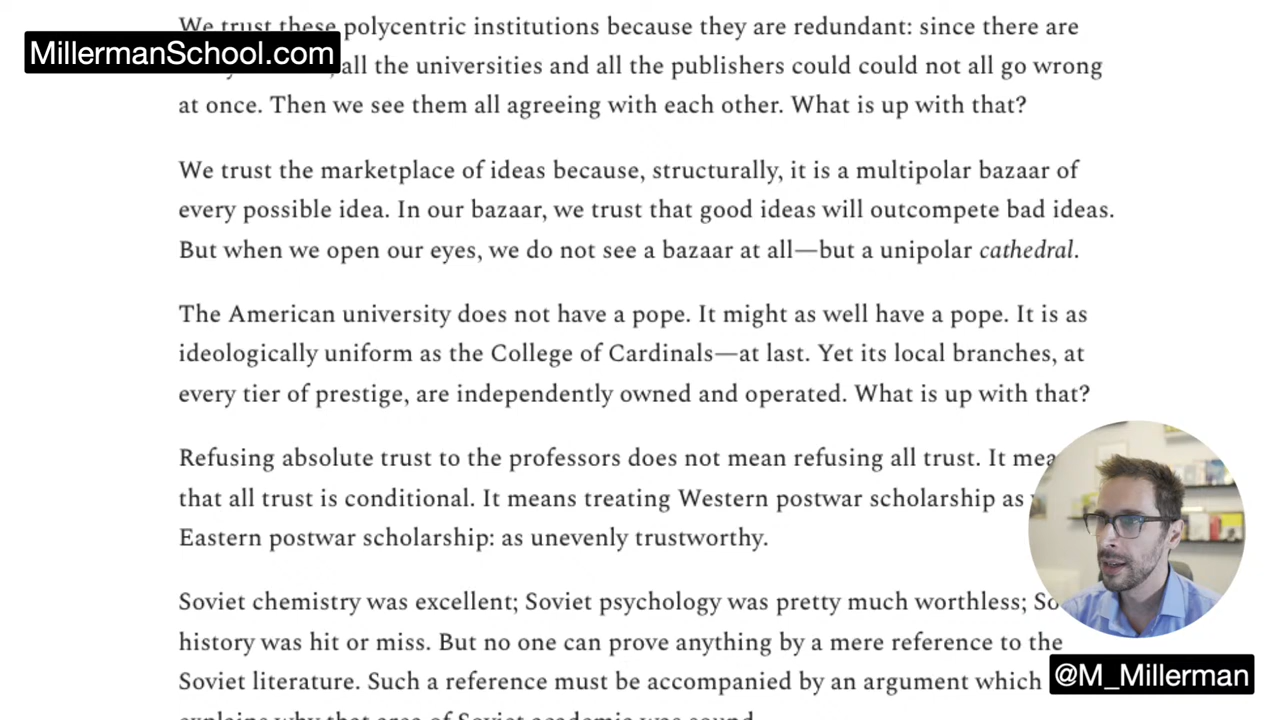 We trust these polycentric institutions because they are redundant: since there are
MillermanSchool.com
all the universities and all the publishers could could not all go wrong
at once. Then we see them all agreeing with each other. What is up with that?
We trust the marketplace of ideas because, structurally, it is a multipolar bazaar of
every possible idea. In our bazaar, we trust that good ideas will outcompete bad ideas.
But when we open our eyes, we do not see a bazaar at all—but a unipolar cathedral.
The American university does not have a pope. It might as well have a pope. It is as
ideologically uniform as the College of Cardinals—at last. Yet its local branches, at
every tier of prestige, are independently owned and operated. What is up with that?
Refusing absolute trust to the professors does not mean refusing all trust. It
that all trust is conditional. It means treating Western postwar scholarship as
Eastern postwar scholarship: as unevenly trustworthy.
Soviet chemistry was excellent; Soviet psychology was pretty much worthless;
history was hit or miss. But no one can prove anything by a mere reference to the
Soviet literature. Such a reference must be accompanied by an argument which
@M_Millerman
explains why that area of Soviet academia was sound.